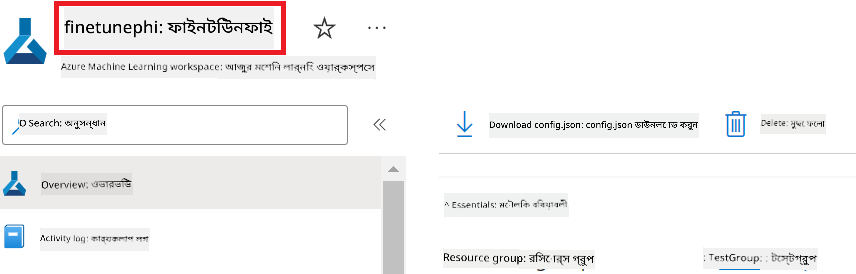 finetunephi: ফাইনটিউনফাই
Azure Machine Learning workspace: আজুর মেশিন লার্নিং ওয়ার্কস্পেস
Search: অনুসন্ধান
«
Download config.json: config.json ডাউনলোড করুন
Delete: মুছে ফেলো
Overview: ওভারভিউ
^ Essentials: মৌলিক বিষয়াবলী
Activity log: কার্যকলাপ লগ
Resource group: রিসোর্স গ্রুপ
: TestGroup: : টেস্টগ্রুপ